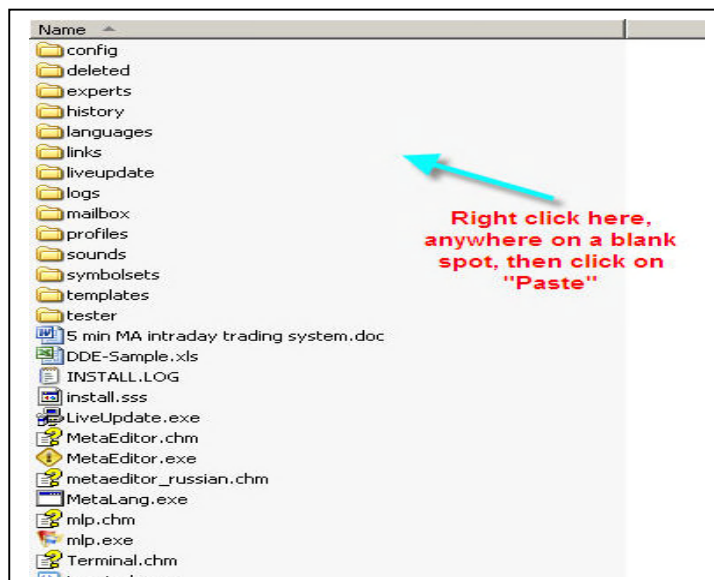 Name
config
deleted
experts
history
languages
links
liveupdate
logs
mailbox
profiles
sounds
symbolsets
templates
tester
5 min MA intraday trading system.doc
DDE-Sample.xls
INSTALL.LOG
install.sss
LiveUpdate.exe
MetaEditor.chm
MetaEditor.exe
metaeditor_russian.chm
MetaLang.exe
mlp.chm
mlp.exe
Terminal.chm
Right click here,
anywhere on a blank
spot, then click on
"Paste"